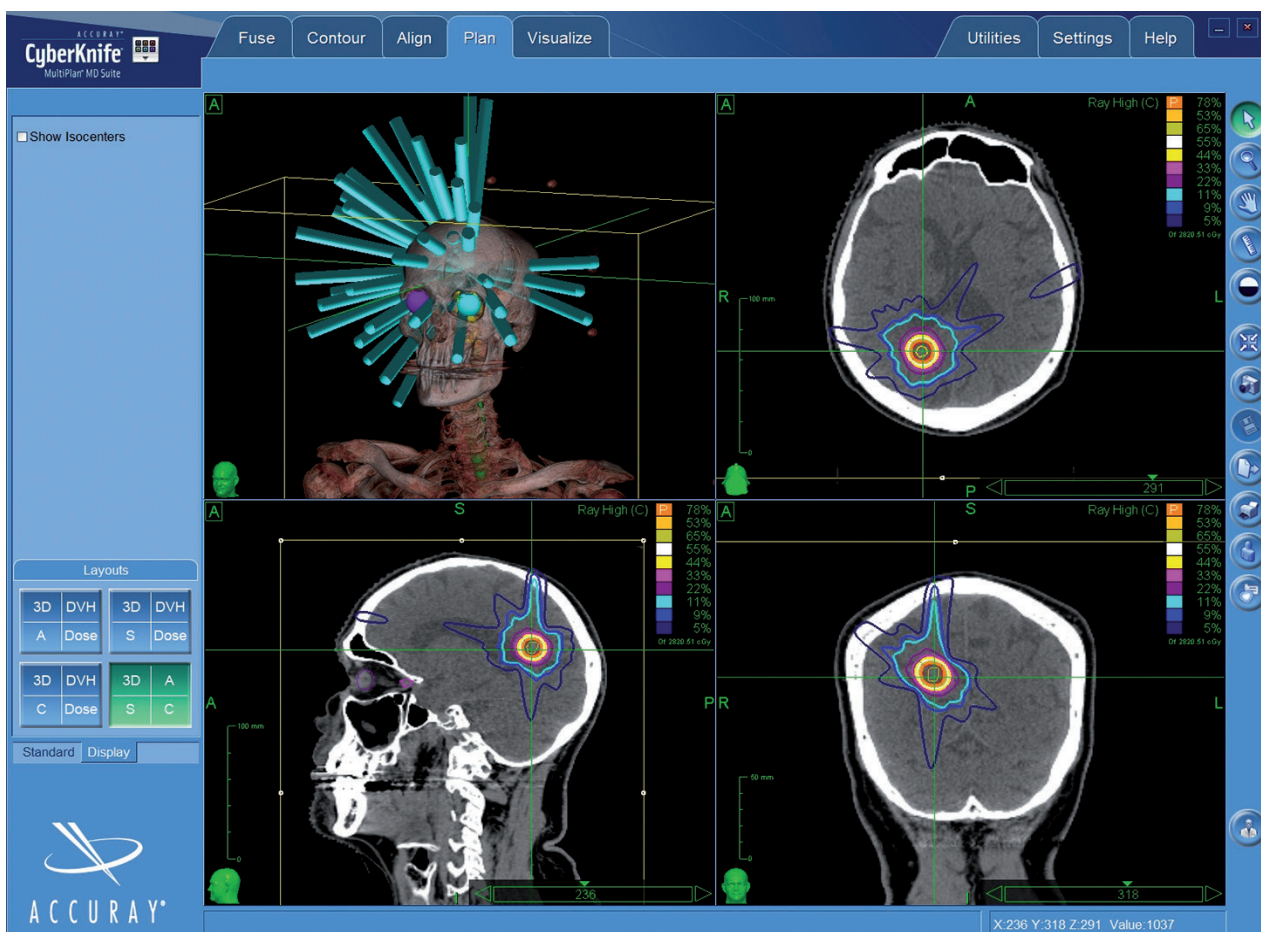 ACCURAY®
CyberKnife®
MultiPlan® MD Suite
Fuse
Contour
Align
Plan
Visualize
Utilities
Settings
Help
Show Isocenters
A
A
Ray High (C)
P 78%
53%
65%
55%
44%
33%
22%
11%
9%
5%
Of 2820.51 cGy
R
100 mm
0
L
P
291
A
S
Ray High (C)
P 78%
53%
65%
55%
44%
33%
22%
11%
9%
5%
Of 2820.51 cGy
A
P
100 mm
0
236
A
S
Ray High (C)
P 78%
53%
65%
55%
44%
33%
22%
11%
9%
5%
Of 2820.51 cGy
R
L
50 mm
0
318
Layouts
3D DVH
A Dose
3D DVH
S Dose
3D DVH
C Dose
3D A
S C
Standard
Display
ACCURAY®
X:236 Y:318 Z:291 Value:1037